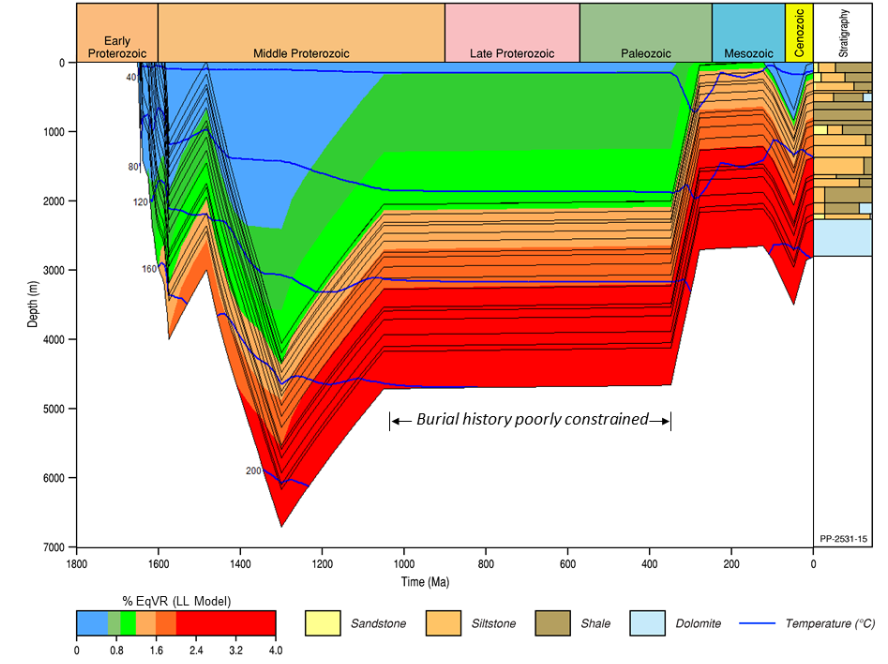 Early
Proterozoic
Middle Proterozoic
Late Proterozoic
Paleozoic
Mesozoic
Cenozoic
Stratigraphy
0
1000
2000
3000
4000
5000
6000
7000
Depth (m)
40
80
120
160
200
Burial history poorly constrained
PP-2531-15
1800
1600
1400
1200
1000
800
600
400
200
0
Time (Ma)
% EqVR (LL Model)
0
0.8
1.6
2.4
3.2
4.0
Sandstone
Siltstone
Shale
Dolomite
Temperature (°C)